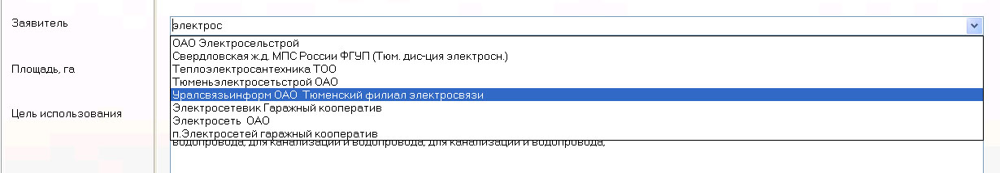 Заявитель
электрос
ОАО Электросельстрой
Свердловская ж.д. МПС России ФГУП (Тюм. дис-ция электросн.)
Теплоэлектросантехника ТОО
Тюменьэлектросетьстрой ОАО
Уралсвязьинформ ОАО  Тюменский филиал электросвязи
Электросетевик Гаражный кооператив
Электросеть  ОАО
п.Электросетей гаражный кооператив
Площадь, га
Цель использования
водопровода, для канализации и водопровода, для канализации и водопровода,